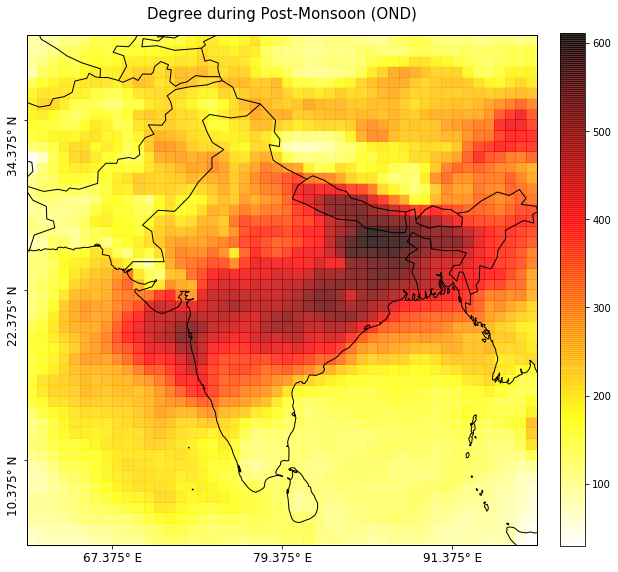 Degree during Post-Monsoon (OND)
34.375° N
22.375° N
10.375° N
67.375° E
79.375° E
91.375° E
600
500
400
300
200
100